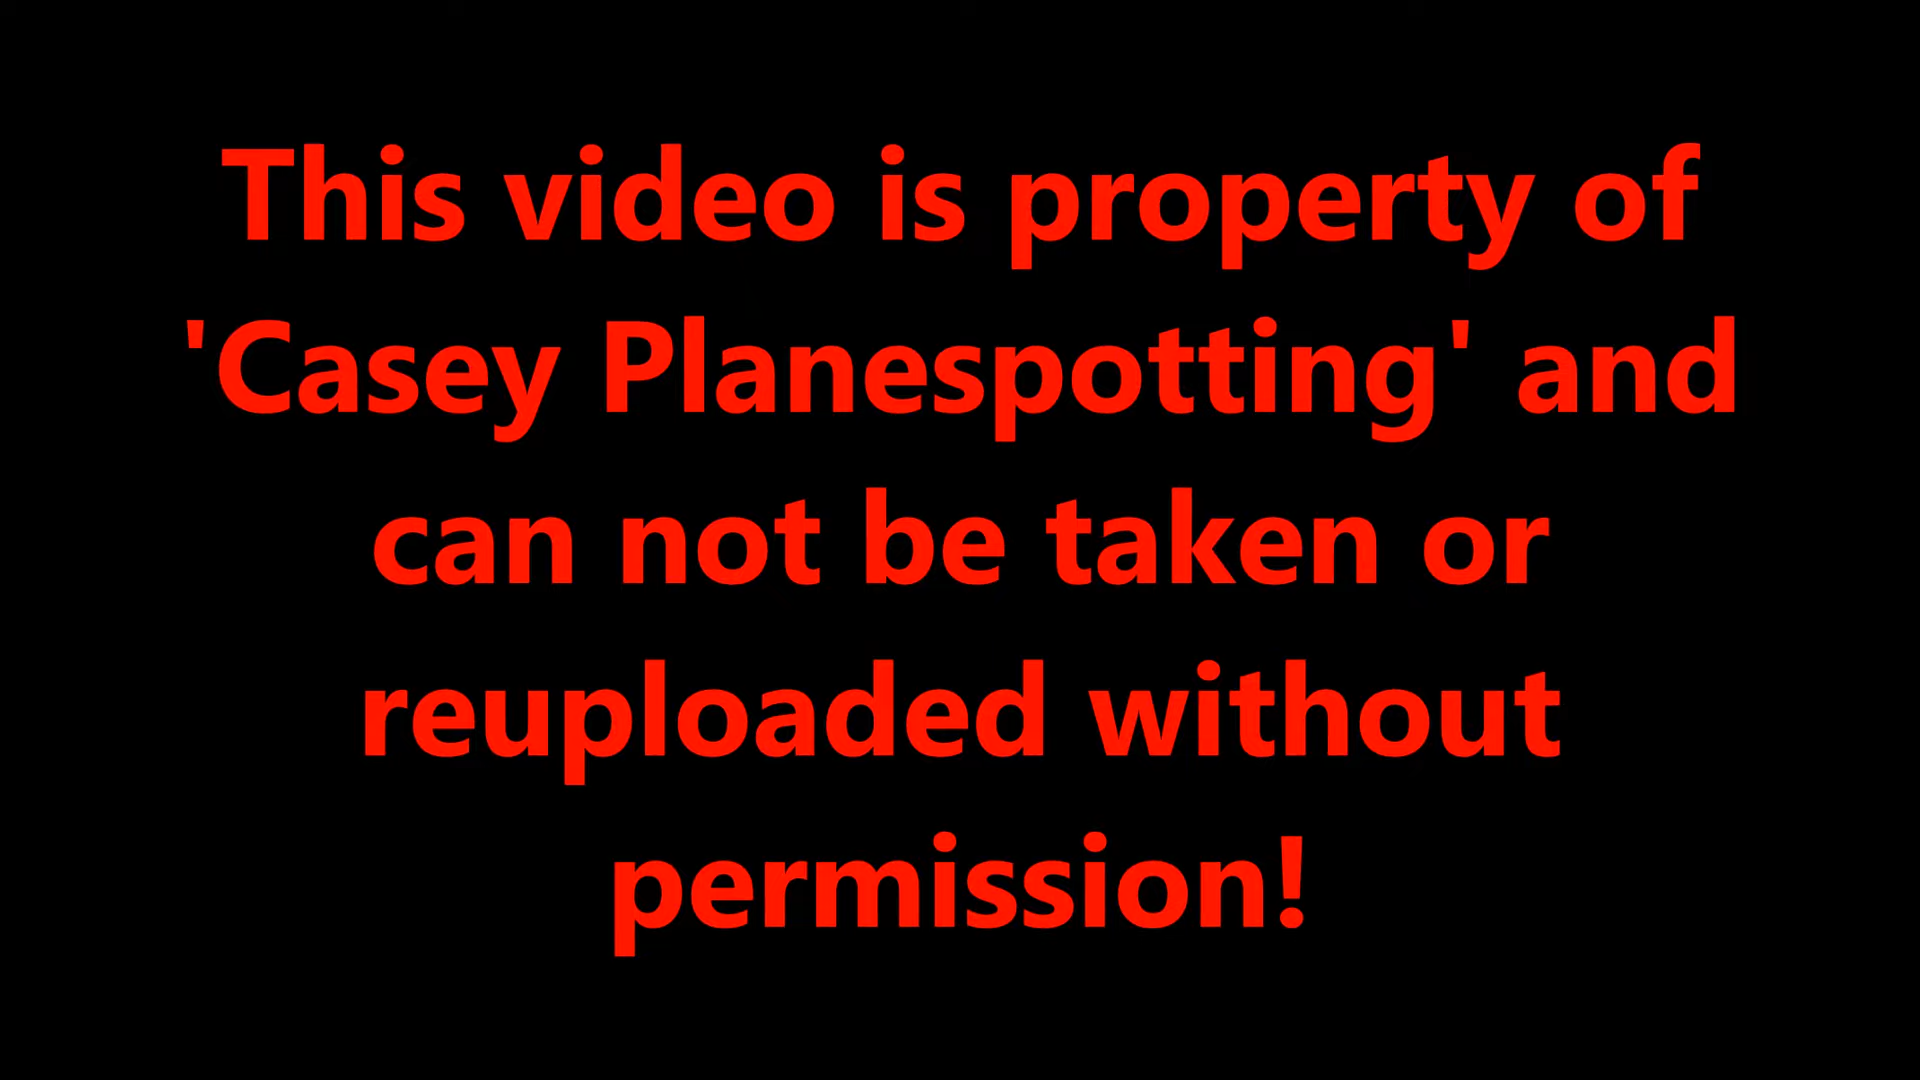 This video is property of
'Casey Planespotting' and
can not be taken or
reuploaded without
permission!